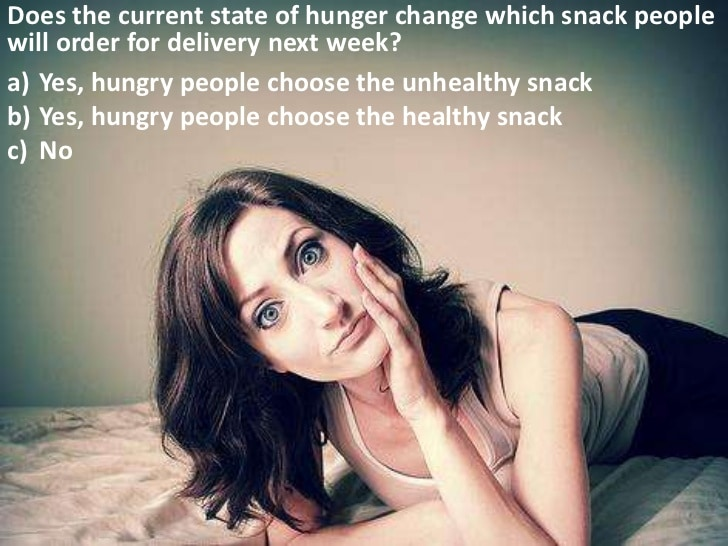 Does the current state of hunger change which snack people
will order for delivery next week?
a) Yes, hungry people choose the unhealthy snack
b) Yes, hungry people choose the healthy snack
c) No